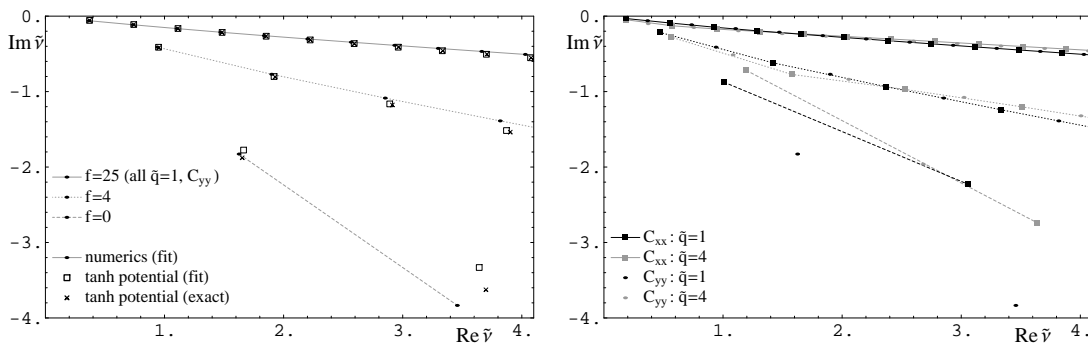 0.
Im ν̃
-1.
-2.
-3.
-4.
f=25 (all q̃=1, C_yy)
f=4
f=0
numerics (fit)
tanh potential (fit)
tanh potential (exact)
1.
2.
3.
4.
Re ν̃
0.
Im ν̃
-1.
-2.
-3.
-4.
C_xx: q̃=1
C_xx: q̃=4
C_yy: q̃=1
C_yy: q̃=4
1.
2.
3.
4.
Re ν̃